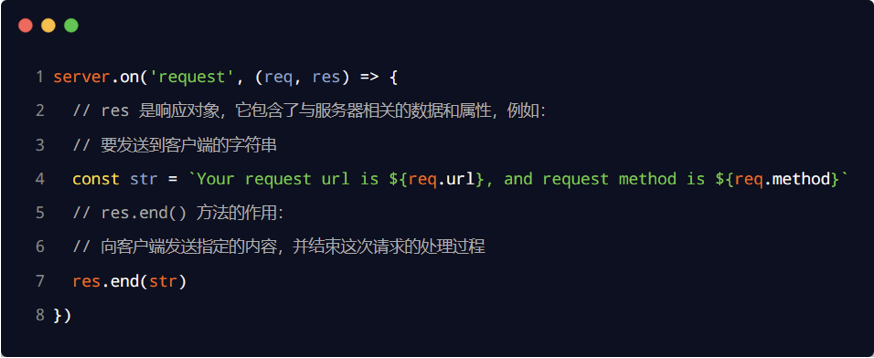 1 server.on('request', (req, res) => {
2 // res 是响应对象，它包含了与服务器相关的数据和属性，例如：
3 // 要发送到客户端的字符串
4 const str = `Your request url is ${req.url}, and request method is ${req.method}`
5 // res.end() 方法的作用：
6 // 向客户端发送指定的内容，并结束这次请求的处理过程
7 res.end(str)
8 })